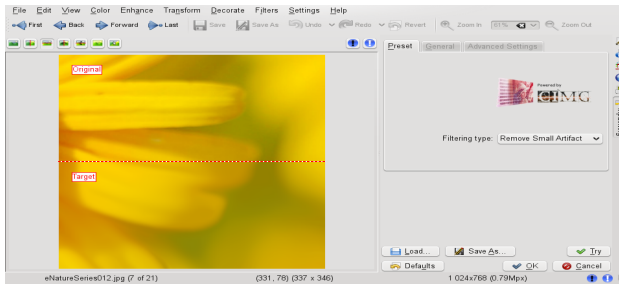 File Edit View Color Enhance Transform Decorate Filters Settings Help
First Back Forward Last Save Save As Undo Redo Revert Zoom In 61% Zoom Out
Original
Target
Preset General Advanced Settings
Powered by
CIMG
Filtering type: Remove Small Artifact
Load... Save As... Try
Defaults OK Cancel
eNatureSeries012.jpg (7 of 21) (331, 78) (337 x 346) 1 024x768 (0.79Mpx)